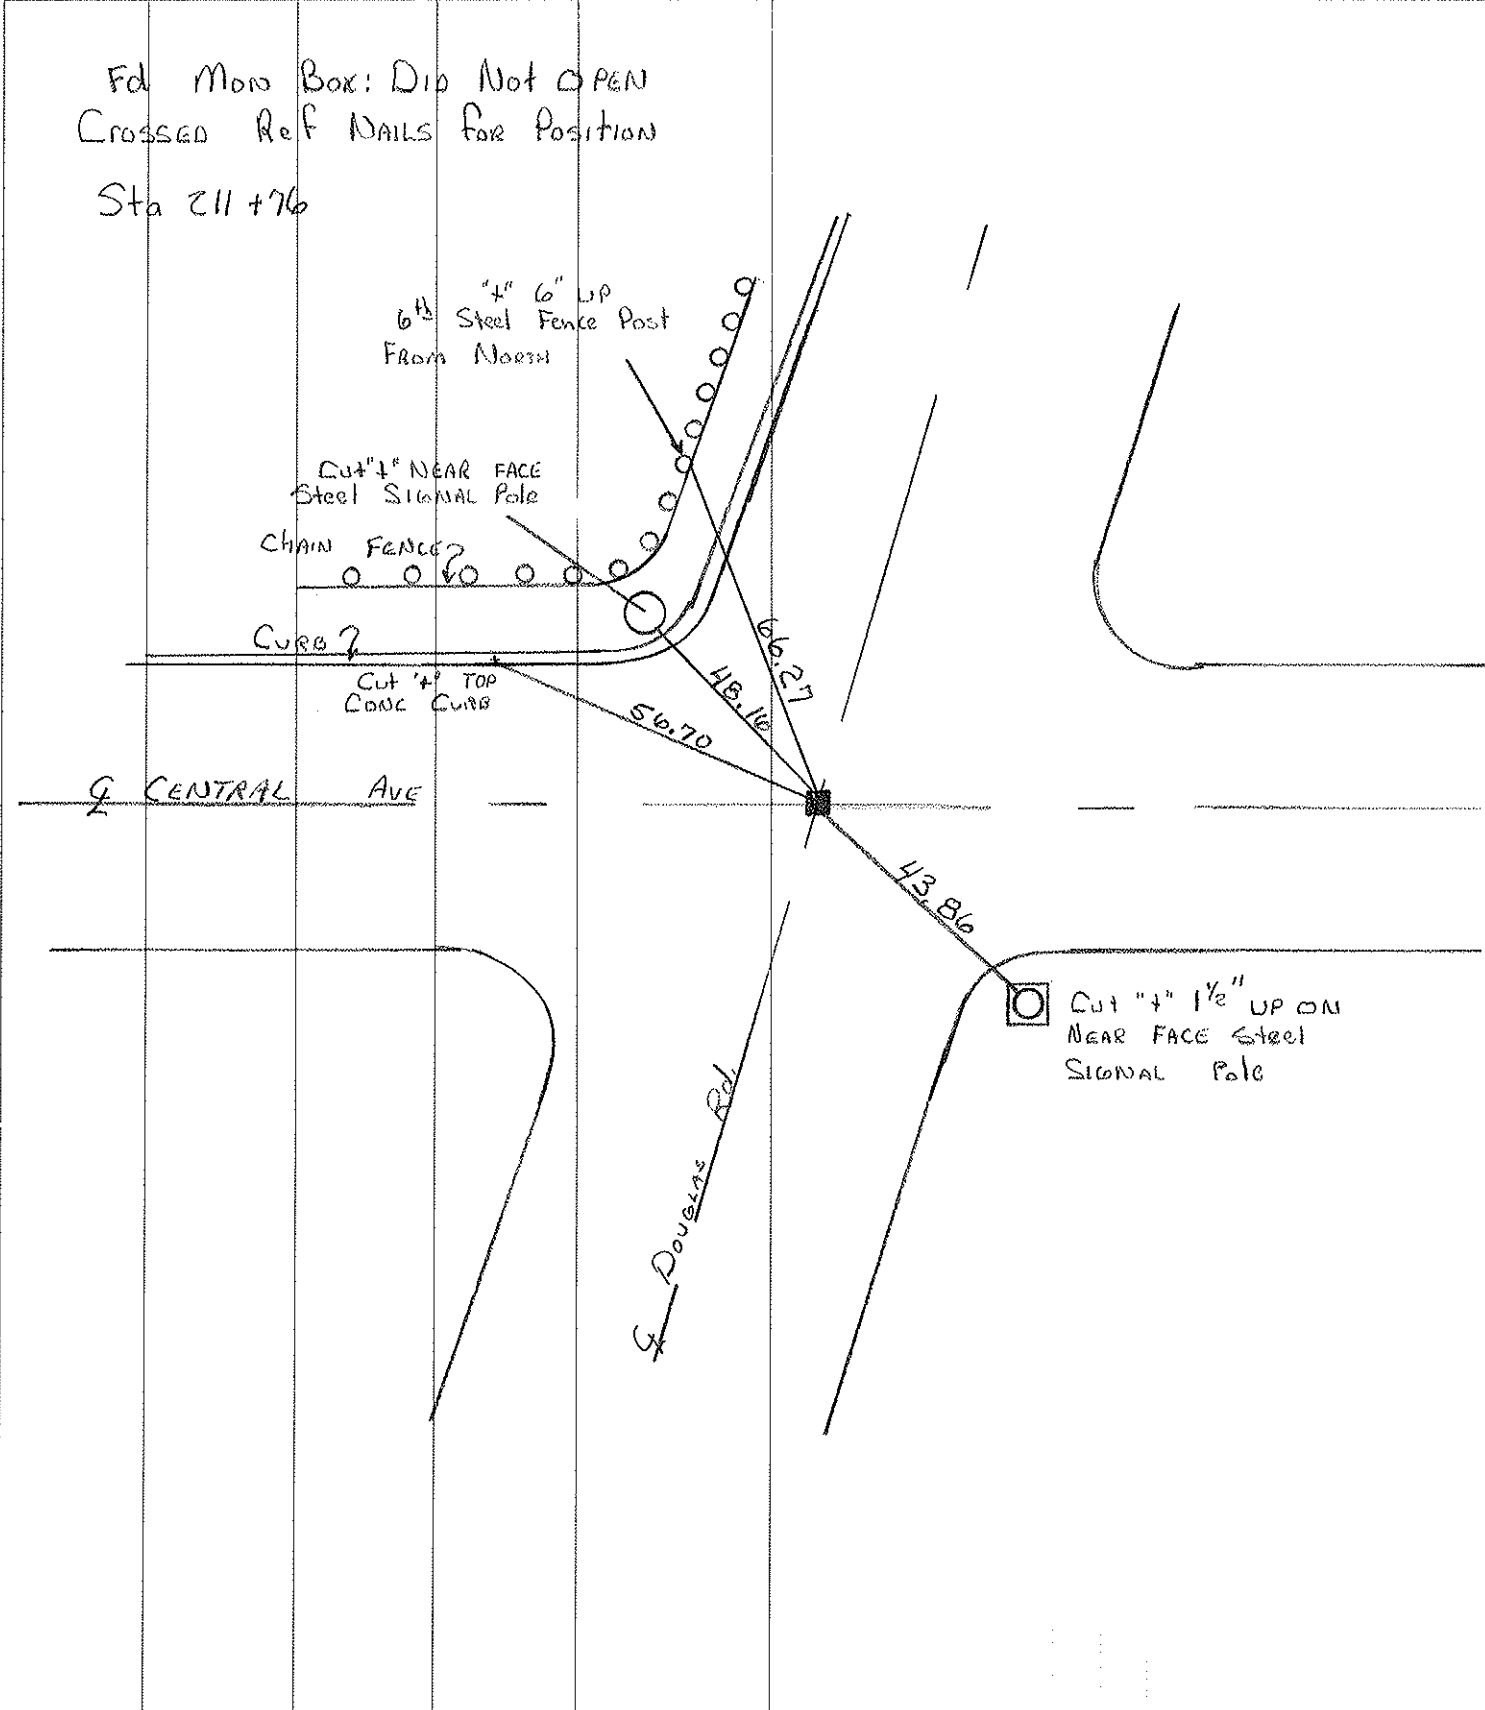 Fd Mon Box: Did Not Open
Crossed Ref Nails for Position
Sta 211+76
"+" 6" up
6th Steel Fence Post
From North
Cut "+" Near Face
Steel Signal Pole
Chain Fence
Curb
Cut "+" Top
Conc Curb
66.27
48.16
56.70
℄ Central Ave
43.86
Cut "+" 1½" up on
Near Face Steel
Signal Pole
℄ Douglas Rd.